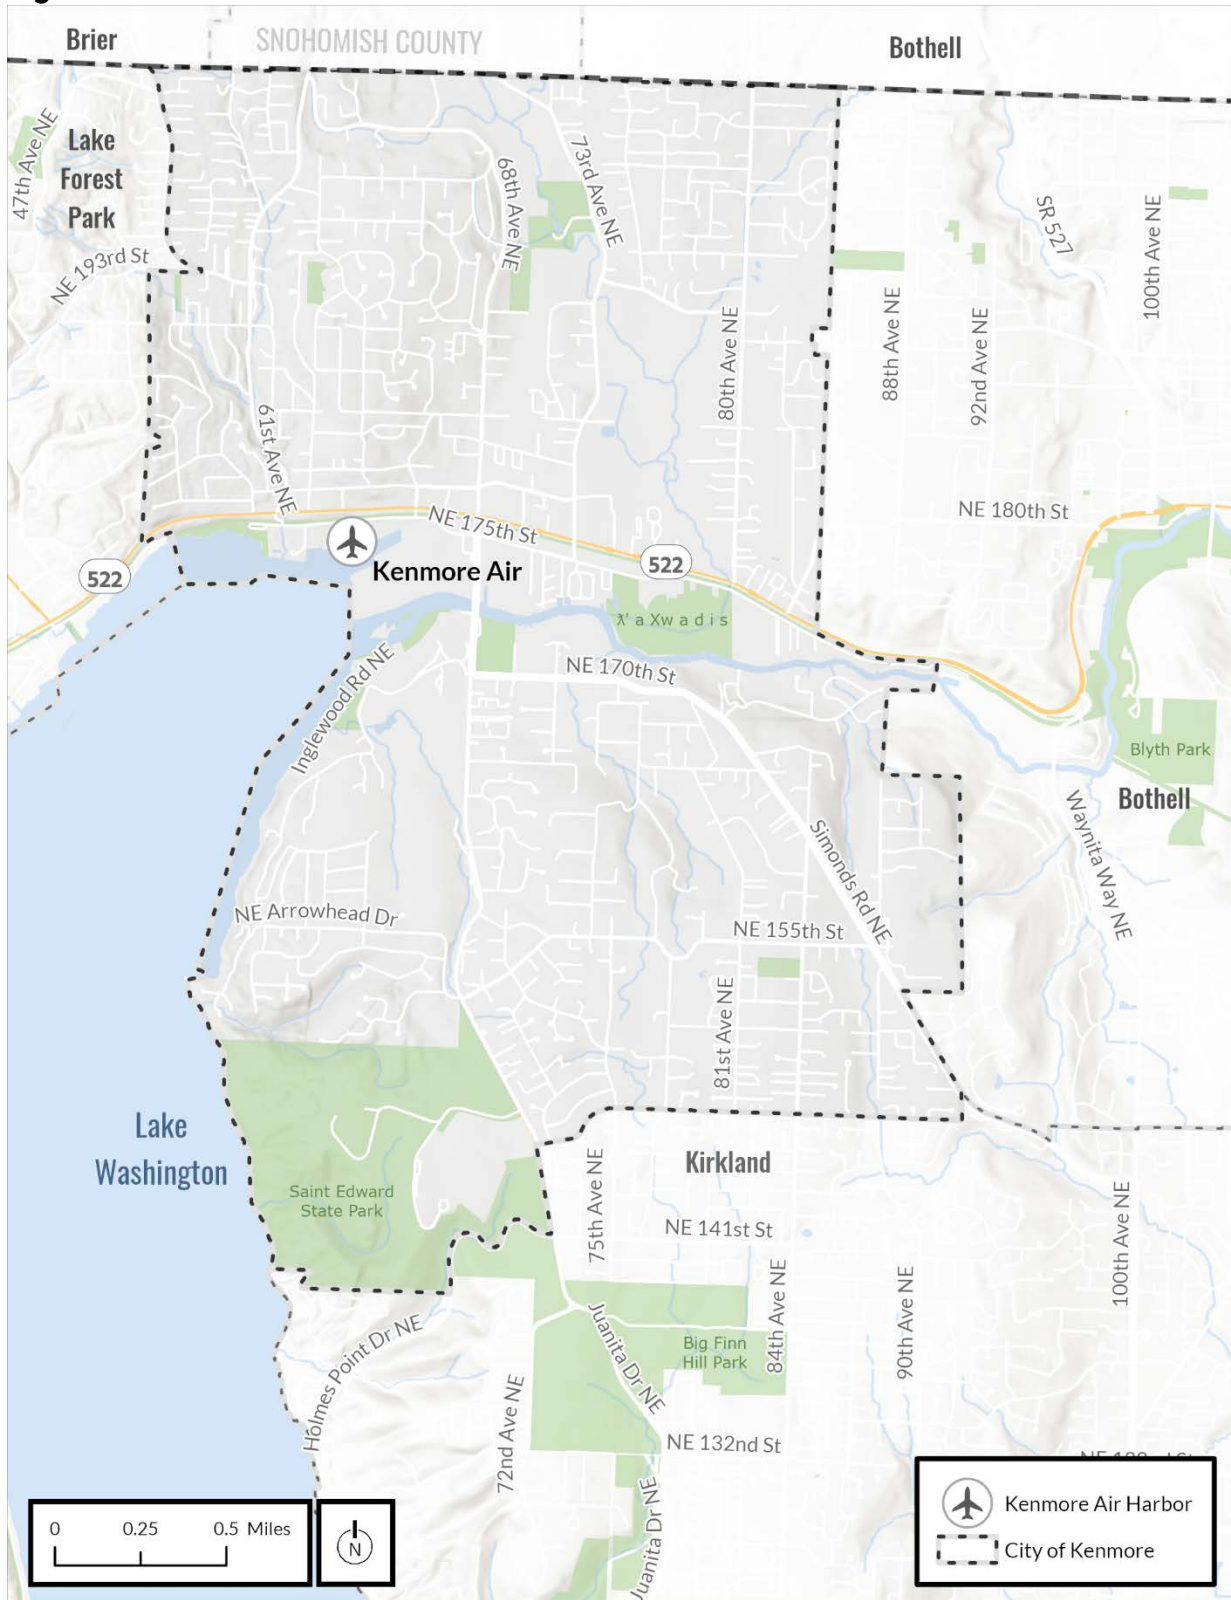 Brier
SNOHOMISH COUNTY
Bothell
47th Ave NE
Lake
Forest
Park
NE 193rd St
68th Ave NE
73rd Ave NE
SR 527
100th Ave NE
80th Ave NE
88th Ave NE
92nd Ave NE
61st Ave NE
NE 175th St
NE 180th St
522
Kenmore Air
522
ƛ' a Xw a d i s
Inglewood Rd NE
NE 170th St
Blyth Park
Bothell
Waynita Way NE
Simonds Rd NE
NE Arrowhead Dr
NE 155th St
81st Ave NE
Lake
Washington
Saint Edward
State Park
75th Ave NE
Kirkland
NE 141st St
100th Ave NE
84th Ave NE
90th Ave NE
Holmes Point Dr NE
Juanita Dr NE
Big Finn
Hill Park
72nd Ave NE
NE 132nd St
Juanita Dr NE
0 0.25 0.5 Miles
N
Kenmore Air Harbor
City of Kenmore